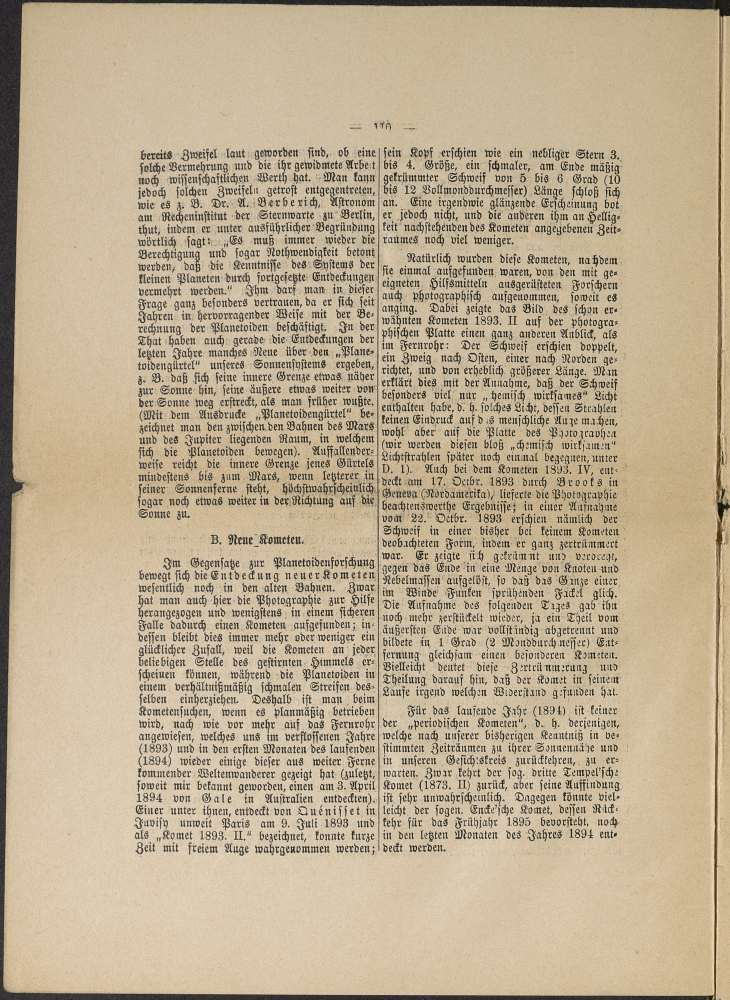 — ١٢٨ —
bereits Zweifel laut geworden sind, ob eine
solche Vermehrung und die ihr gewidmete Arbeit
noch wissenschaftlichen Werth hat. Man kann
jedoch solchen Zweifeln getrost entgegentreten,
wie es z. B. Dr. A. Berberich, Astronom
am Recheninstitut der Sternwarte zu Berlin,
thut, indem er unter ausführlicher Begründung
wörtlich sagt: „Es muß immer wieder die
Berechtigung und sogar Nothwendigkeit betont
werden, daß die Kenntnisse des Systems der
kleinen Planeten durch fortgesetzte Entdeckungen
vermehrt werden.“ Ihm darf man in dieser
Frage ganz besonders vertrauen, da er sich seit
Jahren in hervorragender Weise mit der Be-
rechnung der Planetoiden beschäftigt. In der
That haben auch gerade die Entdeckungen der
letzten Jahre manches Neue über den „Plane-
toidengürtel“ unseres Sonnensystems ergeben,
z. B. daß sich seine innere Grenze etwas näher
zur Sonne hin, seine äußere etwas weiter von
der Sonne weg erstreckt, als man früher wußte.
(Mit dem Ausdrucke „Planetoidengürtel“ be-
zeichnet man den zwischen den Bahnen des Mars
und des Jupiter liegenden Raum, in welchem
sich die Planetoiden bewegen). Auffallender-
weise reicht die innere Grenze jenes Gürtels
mindestens bis zum Mars, wenn letzterer in
seiner Sonnenferne steht, höchstwahrscheinlich
sogar noch etwas weiter in der Richtung auf die
Sonne zu.
B. Neue Kometen.
Im Gegensatze zur Planetoidenforschung
bewegt sich die Entdeckung neuer Kometen
wesentlich noch in den alten Bahnen. Zwar
hat man auch hier die Photographie zur Hilfe
herangezogen und wenigstens in einem sicheren
Falle dadurch einen Kometen aufgefunden; in-
dessen bleibt dies immer mehr oder weniger ein
glücklicher Zufall, weil die Kometen an jeder
beliebigen Stelle des gestirnten Himmels er-
scheinen können, während die Planetoiden in
einem verhältnißmäßig schmalen Streifen des-
selben einherziehen. Deshalb ist man beim
Kometensuchen, wenn es planmäßig betrieben
wird, nach wie vor mehr auf das Fernrohr
angewiesen, welches uns im verflossenen Jahre
(1893) und in den ersten Monaten des laufenden
(1894) wieder einige dieser aus weiter Ferne
kommender Weltenwanderer gezeigt hat (zuletzt,
soweit mir bekannt geworden, einen am 3. April
1894 von Gale in Australien entdeckten).
Einer unter ihnen, entdeckt von Quénisset in
Juvisy unweit Paris am 9. Juli 1893 und
als „Komet 1893. II.“ bezeichnet, konnte kurze
Zeit mit freiem Auge wahrgenommen werden;
sein Kopf erschien wie ein nebliger Stern 3.
bis 4. Größe, ein schmaler, am Ende mäßig
gekrümmter Schweif von 5 bis 6 Grad (10
bis 12 Vollmonddurchmesser) Länge schloß sich
an. Eine irgendwie glänzende Erscheinung bot
er jedoch nicht, und die anderen ihm an Hellig-
keit nachstehenden des Kometen angegebenen Zeit-
raumes noch viel weniger.
Natürlich wurden diese Kometen, nachdem
sie einmal aufgefunden waren, von den mit ge-
eigneten Hilfsmitteln ausgerüsteten Forschern
auch photographisch aufgenommen, soweit es
anging. Dabei zeigte das Bild des schon er-
wähnten Kometen 1893. II auf der photogra-
phischen Platte einen ganz anderen Anblick, als
im Fernrohr: Der Schweif erschien doppelt,
ein Zweig nach Osten, einer nach Norden ge-
richtet, und von erheblich größerer Länge. Man
erklärt dies mit der Annahme, daß der Schweif
besonders viel nur „chemisch wirksames“ Licht
enthalten habe, d. h. solches Licht, dessen Strahlen
keinen Eindruck auf das menschliche Auge machen,
wohl aber auf die Platte des Photographen
(wir werden diesen bloß „chemisch wirksamen“
Lichtstrahlen später noch einmal begegnen, unter
D. 1). Auch bei dem Kometen 1893. IV, ent-
deckt am 17. Octbr. 1893 durch Brooks in
Geneva (Nordamerika), lieferte die Photographie
beachtenswerthe Ergebnisse; in einer Aufnahme
vom 22. Octbr. 1893 erschien nämlich der
Schweif in einer bisher bei keinem Kometen
beobachteten Form, indem er ganz zertrümmert
war. Er zeigte sich gekrümmt und verdreht,
gegen das Ende in eine Menge von Knoten und
Nebelmassen aufgelöst, so daß das Ganze einer
im Winde Funken sprühenden Fackel glich.
Die Aufnahme des folgenden Tages gab ihn
noch mehr zerstückelt wieder, ja ein Theil vom
äußersten Ende war vollständig abgetrennt und
bildete in 1 Grad (2 Monddurchmesser) Ent-
fernung gleichsam einen besonderen Kometen.
Vielleicht deutet diese Zertrümmerung und
Theilung darauf hin, daß der Komet in seinem
Laufe irgend welchen Widerstand gefunden hat.
Für das laufende Jahr (1894) ist keiner
der „periodischen Kometen“, d. h. derjenigen,
welche nach unserer bisherigen Kenntniß in be-
stimmten Zeiträumen zu ihrer Sonnennähe und
in unseren Gesichtskreis zurückkehren, zu er-
warten. Zwar kehrt der sog. dritte Tempel'sche
Komet (1873. II) zurück, aber seine Auffindung
ist sehr unwahrscheinlich. Dagegen könnte viel-
leicht der sogen. Encke'sche Komet, dessen Rück-
kehr für das Frühjahr 1895 bevorsteht, noch
in den letzten Monaten des Jahres 1894 ent-
deckt werden.